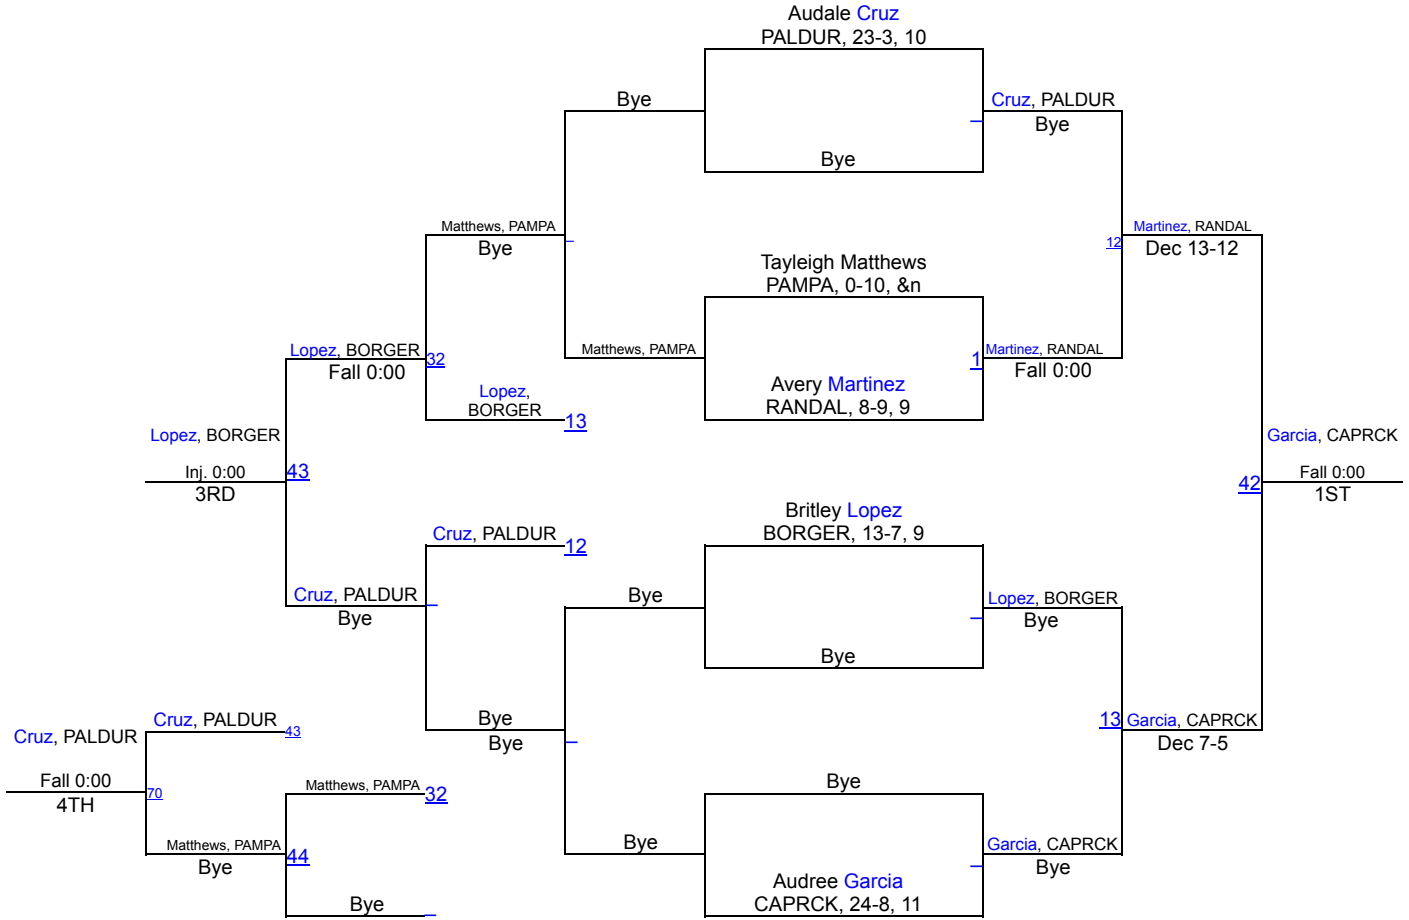 Audale Cruz
PALDUR, 23-3, 10
Bye
Cruz, PALDUR
Bye
Bye
Matthews, PAMPA
Bye
Martinez, RANDAL
12
Dec 13-12
Tayleigh Matthews
PAMPA, 0-10, &n
Lopez, BORGER
32
Fall 0:00
Matthews, PAMPA
1
Martinez, RANDAL
Fall 0:00
Lopez,
BORGER
13
Avery Martinez
RANDAL, 8-9, 9
Lopez, BORGER
Inj. 0:00
43
3RD
Garcia, CAPRCK
Fall 0:00
42
1ST
Britley Lopez
BORGER, 13-7, 9
Cruz, PALDUR
12
Cruz, PALDUR
Bye
Bye
Lopez, BORGER
Bye
Bye
Cruz, PALDUR
Cruz, PALDUR
43
Bye
Bye
13
Garcia, CAPRCK
Dec 7-5
Fall 0:00
70
4TH
Matthews, PAMPA
32
Bye
Matthews, PAMPA
44
Bye
Bye
Garcia, CAPRCK
Bye
Audree Garcia
CAPRCK, 24-8, 11
Bye